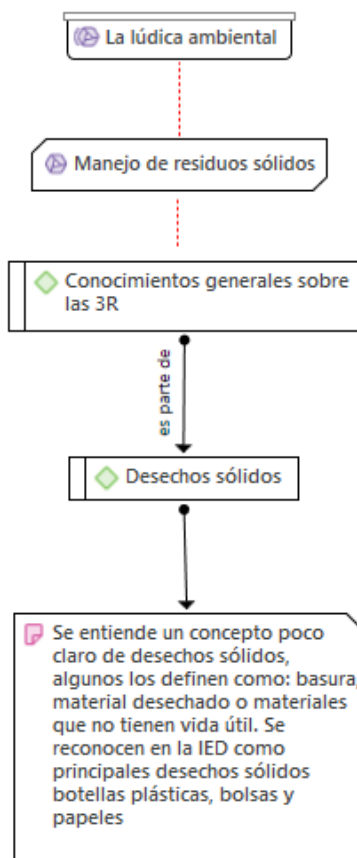 La lúdica ambiental
Manejo de residuos sólidos
Conocimientos generales sobre
las 3R
es parte de
Desechos sólidos
Se entiende un concepto poco
claro de desechos sólidos,
algunos los definen como: basura,
material desechado o materiales
que no tienen vida útil. Se
reconocen en la IED como
principales desechos sólidos
botellas plásticas, bolsas y
papeles